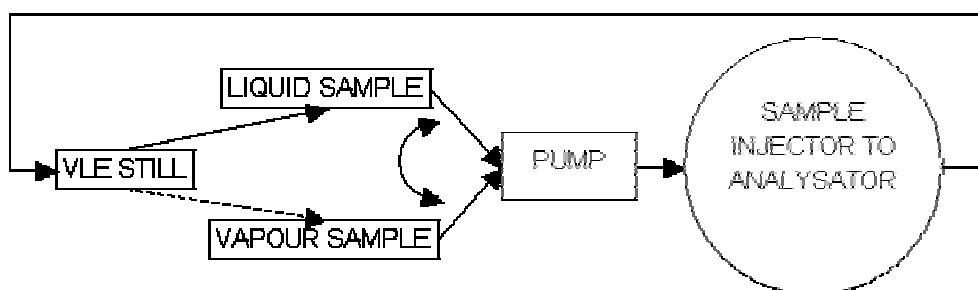 LIQUID SAMPLE
VLE STILL
VAPOUR SAMPLE
PUMP
SAMPLE
INJECTOR TO
ANALYSATOR